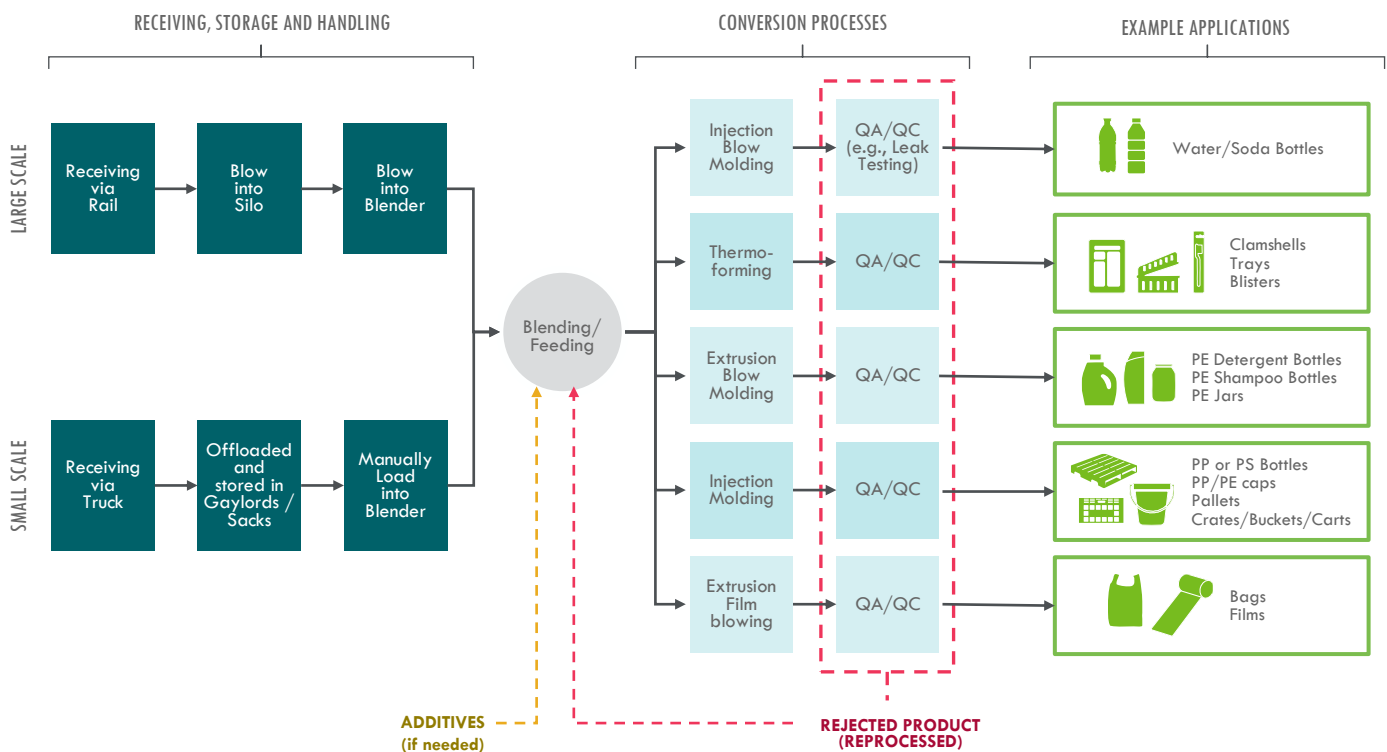 RECEIVING, STORAGE AND HANDLING
CONVERSION PROCESSES
EXAMPLE APPLICATIONS
LARGE SCALE
Receiving
via
Rail
Blow
into
Silo
Blow
into
Blender
SMALL SCALE
Receiving
via
Truck
Offloaded
and
stored in
Gaylords /
Sacks
Manually
Load
into
Blender
Blending/
Feeding
ADDITIVES
(if needed)
Injection
Blow
Molding
QA/QC
(e.g., Leak
Testing)
Water/Soda Bottles
Thermo-
forming
QA/QC
Clamshells
Trays
Blisters
Extrusion
Blow
Molding
QA/QC
PE Detergent Bottles
PE Shampoo Bottles
PE Jars
Injection
Molding
QA/QC
PP or PS Bottles
PP/PE caps
Pallets
Crates/Buckets/Carts
Extrusion
Film
blowing
QA/QC
Bags
Films
REJECTED PRODUCT
(REPROCESSED)